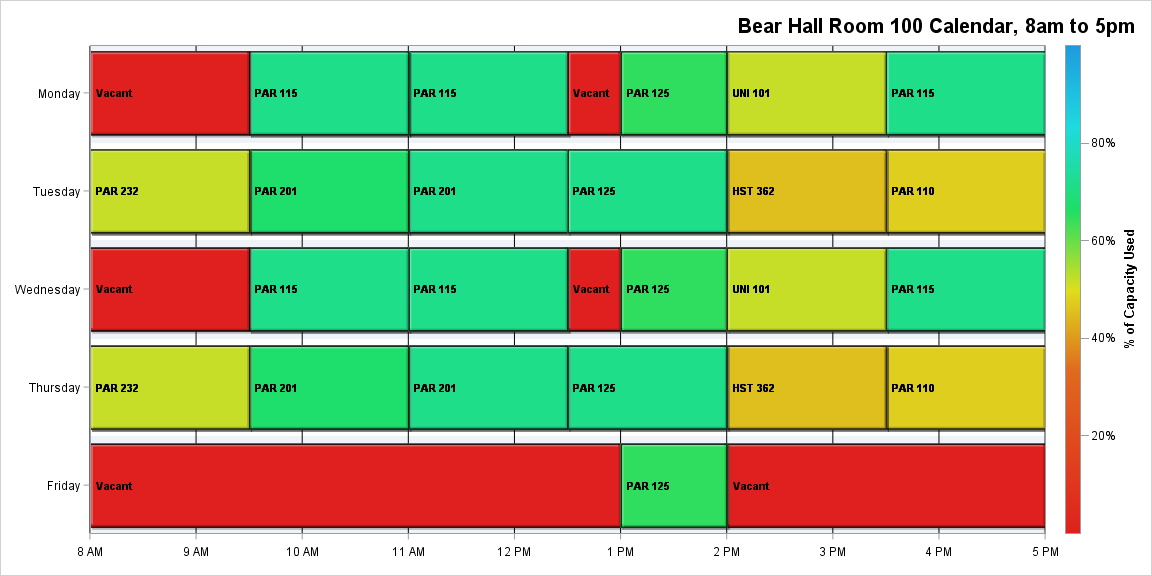 Bear Hall Room 100 Calendar, 8am to 5pm
Monday
Vacant
PAR 115
PAR 115
Vacant
PAR 125
UNI 101
PAR 115
Tuesday
PAR 232
PAR 201
PAR 201
PAR 125
HST 362
PAR 110
Wednesday
Vacant
PAR 115
PAR 115
Vacant
PAR 125
UNI 101
PAR 115
Thursday
PAR 232
PAR 201
PAR 201
PAR 125
HST 362
PAR 110
Friday
Vacant
PAR 125
Vacant
8 AM
9 AM
10 AM
11 AM
12 PM
1 PM
2 PM
3 PM
4 PM
5 PM
80%
60%
40%
20%
% of Capacity Used